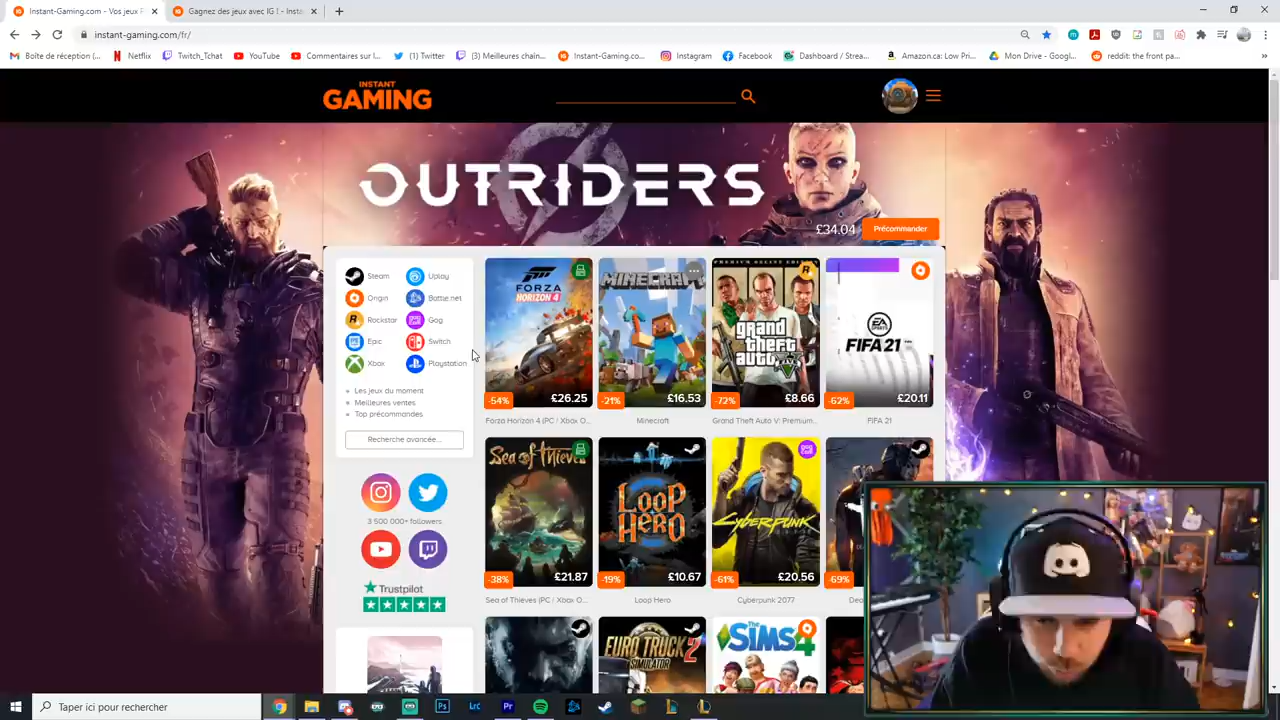 Instant-Gaming.com - Vos jeux P
Gagnez des jeux avec IG ! - Insta
instant-gaming.com/fr/
Boîte de réception (...
Netflix
Twitch_Tchat
YouTube
Commentaires sur l...
(1) Twitter
(3) Meilleures chaîn...
Instant-Gaming.co...
Instagram
Facebook
Dashboard / Strea...
Amazon.ca: Low Pri...
Mon Drive - Googl...
reddit: the front pa...
»
INSTANT
GAMING
OUTRIDERS
£34.04
Précommander
Steam
Uplay
Origin
Battle.net
Rockstar
Gog
Epic
Switch
Xbox
Playstation
Les jeux du moment
Meilleures ventes
Top précommandes
Recherche avancée...
3 500 000+ followers
Trustpilot
FORZA
HORIZON 4
-54%
£26.25
Forza Horizon 4 (PC / Xbox O...
MINECRAFT
-21%
£16.53
Minecraft
PREMIUM ONLINE EDITION
grand
theft
auto V
-72%
£8.66
Grand Theft Auto V: Premium...
EA
SPORTS
FIFA 21
-62%
£20.11
FIFA 21
Sea of Thieves
-38%
£21.87
Sea of Thieves (PC / Xbox O...
LOOP
HERO
-19%
£10.67
Loop Hero
Cyberpunk
-61%
£20.56
Cyberpunk 2077
-69%
EURO TRUCK
SIMULATOR 2
THE SIMS 4
Taper ici pour rechercher